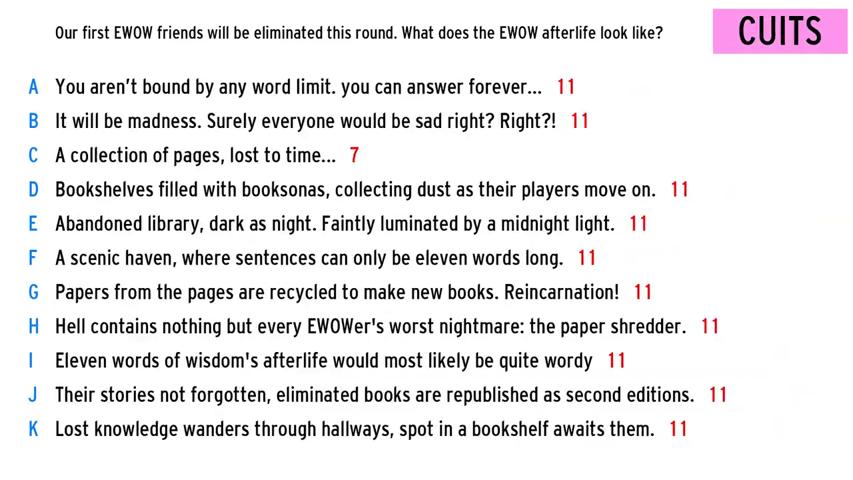 Our first EWOW friends will be eliminated this round. What does the EWOW afterlife look like?
CUITS
A You aren't bound by any word limit. you can answer forever... 11
B It will be madness. Surely everyone would be sad right? Right?! 11
C A collection of pages, lost to time... 7
D Bookshelves filled with booksonas, collecting dust as their players move on. 11
E Abandoned library, dark as night. Faintly luminated by a midnight light. 11
F A scenic haven, where sentences can only be eleven words long. 11
G Papers from the pages are recycled to make new books. Reincarnation! 11
H Hell contains nothing but every EWOWer's worst nightmare: the paper shredder. 11
I Eleven words of wisdom's afterlife would most likely be quite wordy 11
J Their stories not forgotten, eliminated books are republished as second editions. 11
K Lost knowledge wanders through hallways, spot in a bookshelf awaits them. 11